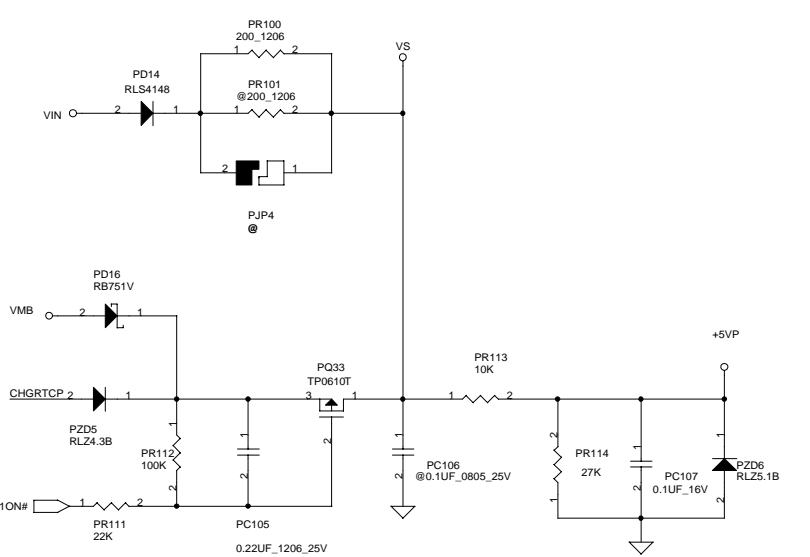 PR100
200_1206
1 2
VS
PD14
RLS4148
PR101
@200_1206
VIN 2 1 1 2
2 1
PJP4
@
PD16
RB751V
VMB 2 1
+5VP
PR113
10K
PQ33
TP0610T
CHGRTCP 2 1 3 1 1 2
PZD5
RLZ4.3B
1 1 2 1 2 1 1
PR112
100K
PR114
27K
PC106
@0.1UF_0805_25V
PC107
0.1UF_16V
PZD6
RLZ5.1B
2 2 2 1 2 2
1ON# 1 2
PR111
22K
PC105
0.22UF_1206_25V